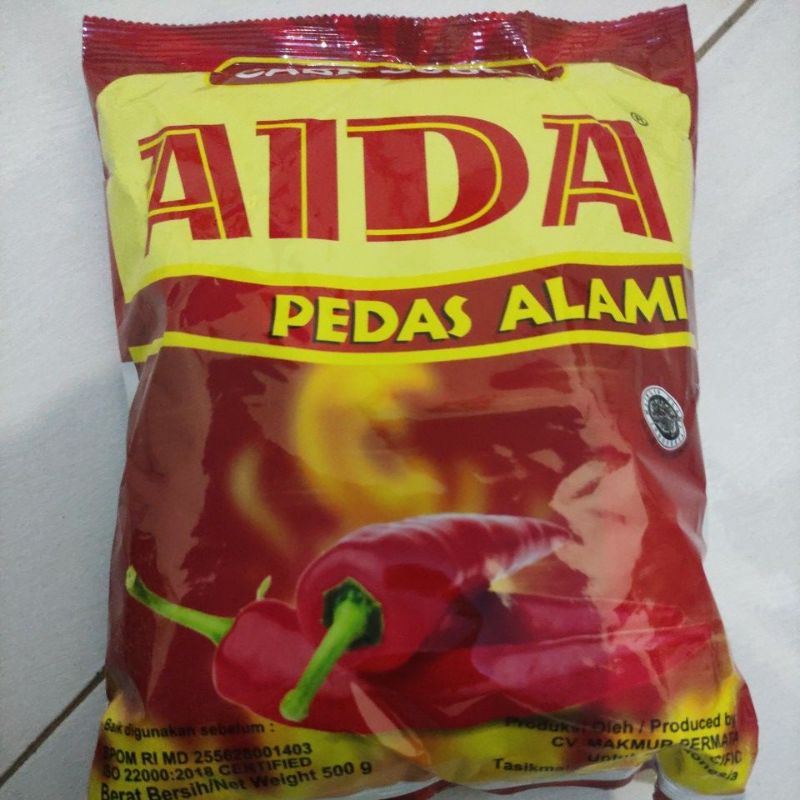 AIDA
®
PEDAS ALAMI
Baik digunakan sebelum :
BPOM RI MD 255628001403
ISO 22000:2018 CERTIFIED
Berat Bersih/Net Weight 500 g
Produksi Oleh / Produced by
CV. MAKMUR PERMATA